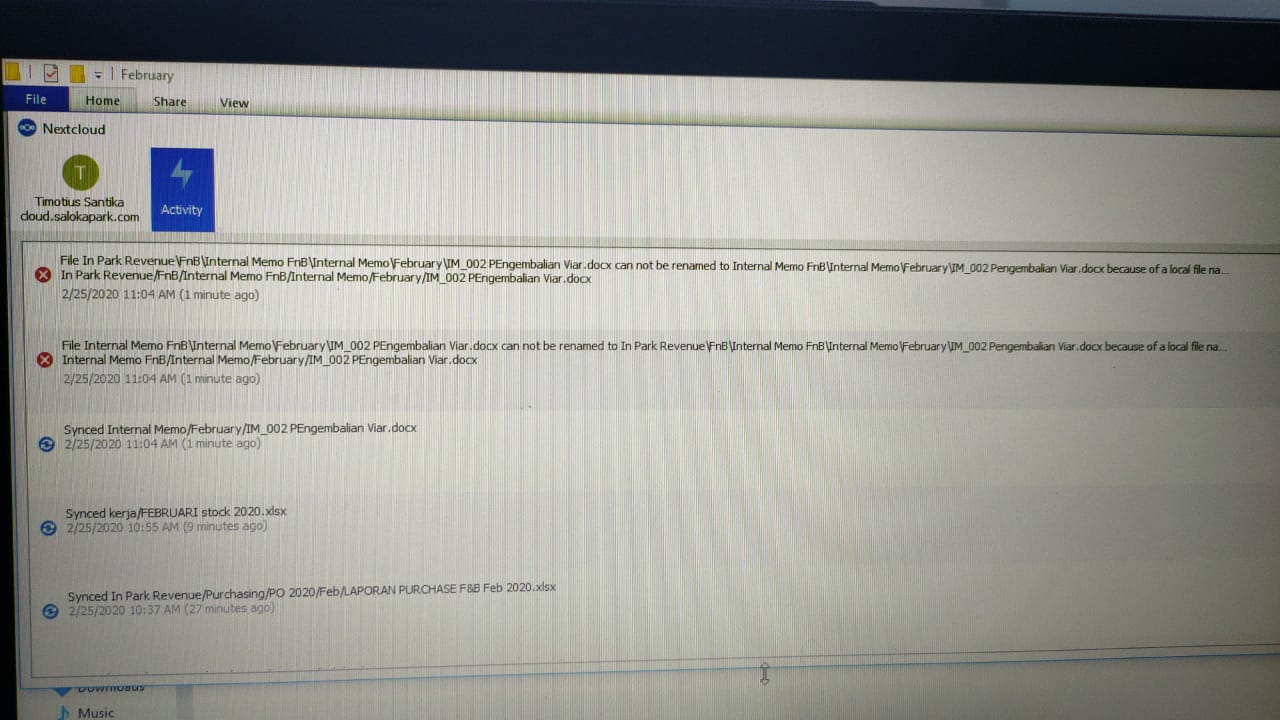 February
File Home Share View
Nextcloud
T
Timotius Santika
cloud.salokapark.com
Activity
File In Park Revenue\FnB\Internal Memo FnB\Internal Memo\February\IM_002 PEngembalian Viar.docx can not be renamed to Internal Memo FnB\Internal Memo\February\IM_002 Pengembalian Viar.docx because of a local file na...
In Park Revenue/FnB/Internal Memo FnB/Internal Memo/February/IM_002 PEngembalian Viar.docx
2/25/2020 11:04 AM (1 minute ago)
File Internal Memo FnB\Internal Memo\February\IM_002 PEngembalian Viar.docx can not be renamed to In Park Revenue\FnB\Internal Memo FnB\Internal Memo\February\IM_002 Pengembalian Viar.docx because of a local file na...
Internal Memo FnB/Internal Memo/February/IM_002 PEngembalian Viar.docx
2/25/2020 11:04 AM (1 minute ago)
Synced Internal Memo/February/IM_002 PEngembalian Viar.docx
2/25/2020 11:04 AM (1 minute ago)
Synced kerja/FEBRUARI stock 2020.xlsx
2/25/2020 10:55 AM (9 minutes ago)
Synced In Park Revenue/Purchasing/PO 2020/Feb/LAPORAN PURCHASE F&B Feb 2020.xlsx
2/25/2020 10:37 AM (27 minutes ago)
Downloads
Music